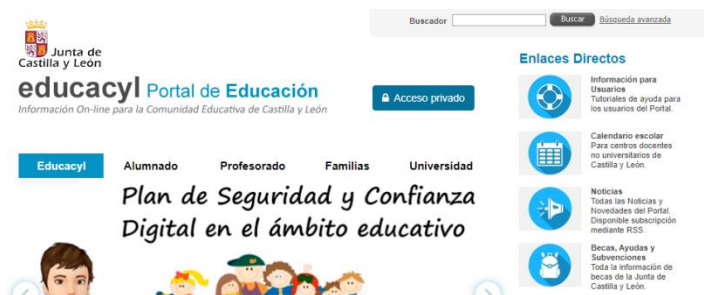 Buscador
Buscar
Búsqueda avanzada
Junta de
Castilla y León
educacyl Portal de Educación
Información On-line para la Comunidad Educativa de Castilla y León
Acceso privado
Educacyl
Alumnado
Profesorado
Familias
Universidad
Plan de Seguridad y Confianza
Digital en el ámbito educativo
Enlaces Directos
Información para
Usuarios
Tutoriales de ayuda para
los usuarios del Portal.
Calendario escolar
Para centros docentes
no universitarios de
Castilla y León.
Noticias
Todas las Noticias y
Novedades del Portal.
Disponible subscripción
mediante RSS.
Becas, Ayudas y
Subvenciones
Toda la información de
becas de la Junta de
Castilla y León.